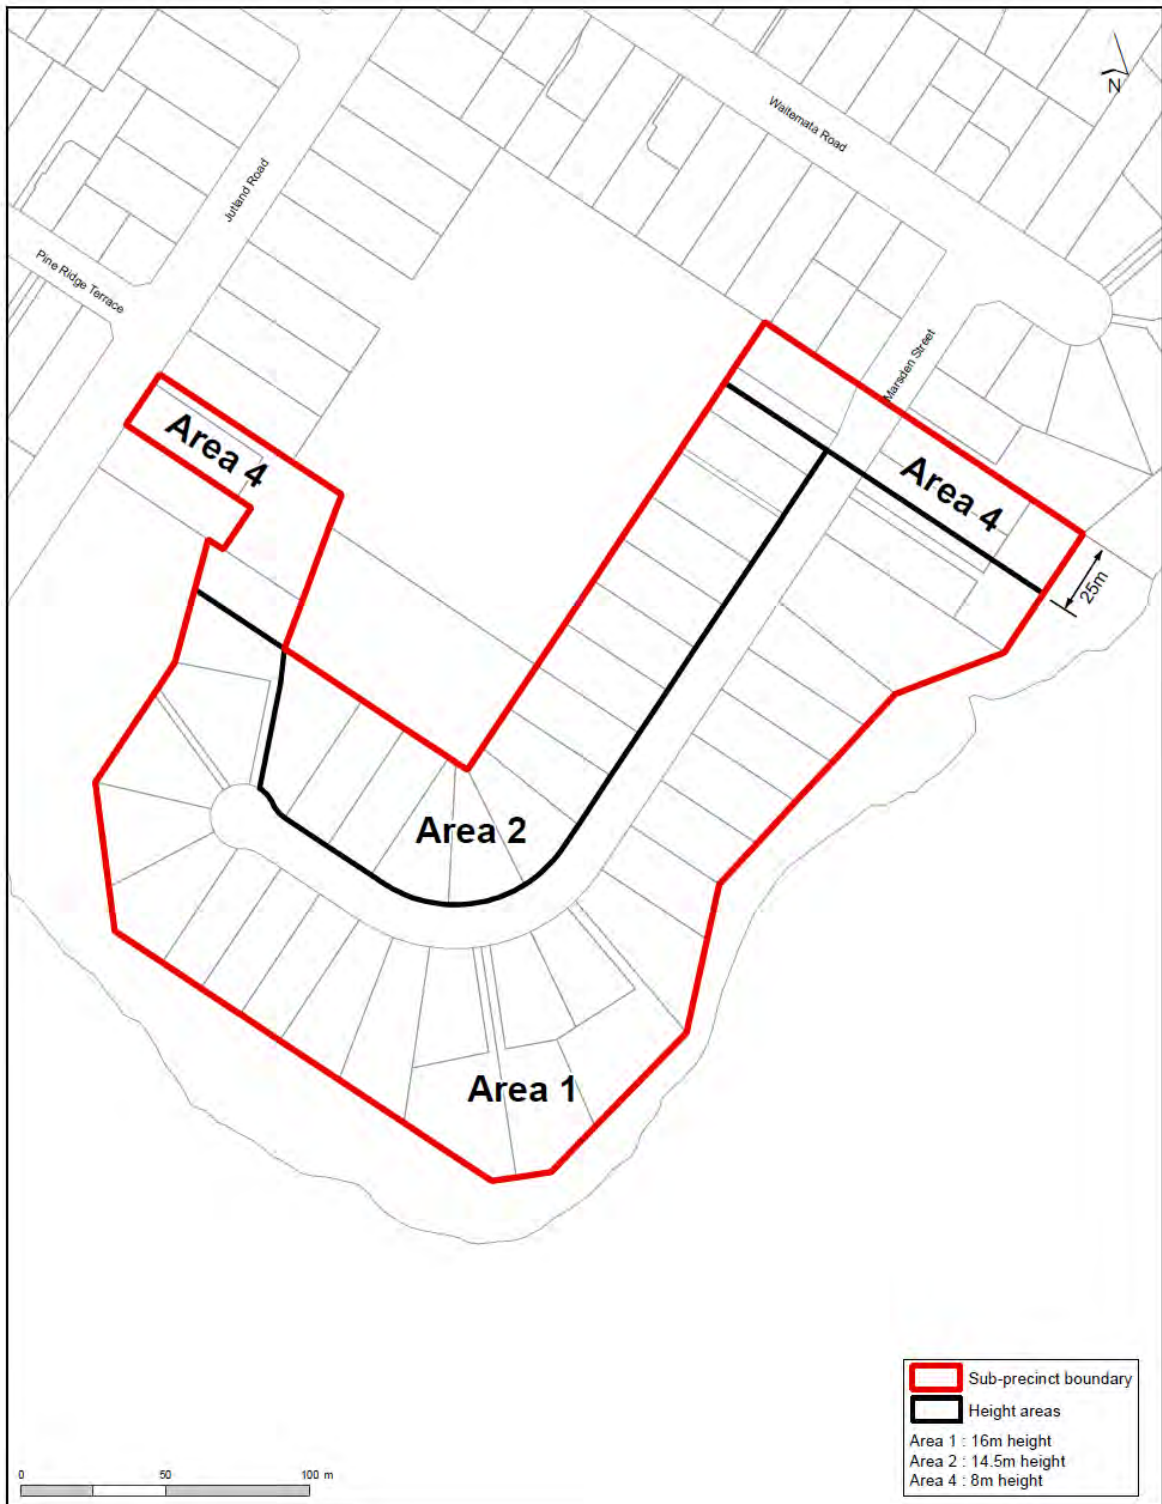 Waitemata Road
N
Jutland Road
Pine Ridge Terrace
Marsden Street
Area 4
Area 4
25m
Area 2
Area 1
Sub-precinct boundary
Height areas
Area 1 : 16m height
Area 2 : 14.5m height
Area 4 : 8m height
0 50 100 m